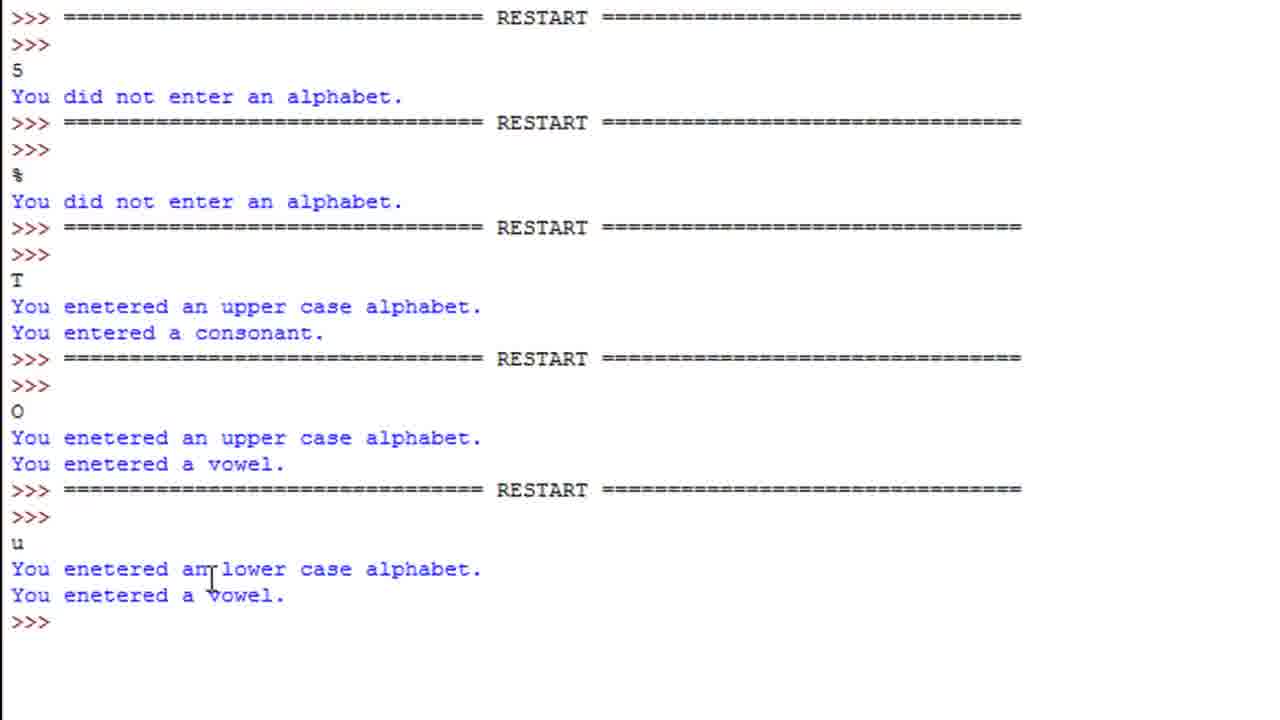 >>> ================================ RESTART ================================
>>>
5
You did not enter an alphabet.
>>> ================================ RESTART ================================
>>>
%
You did not enter an alphabet.
>>> ================================ RESTART ================================
>>>
T
You enetered an upper case alphabet.
You entered a consonant.
>>> ================================ RESTART ================================
>>>
O
You enetered an upper case alphabet.
You enetered a vowel.
>>> ================================ RESTART ================================
>>>
u
You enetered an lower case alphabet.
You enetered a vowel.
>>>